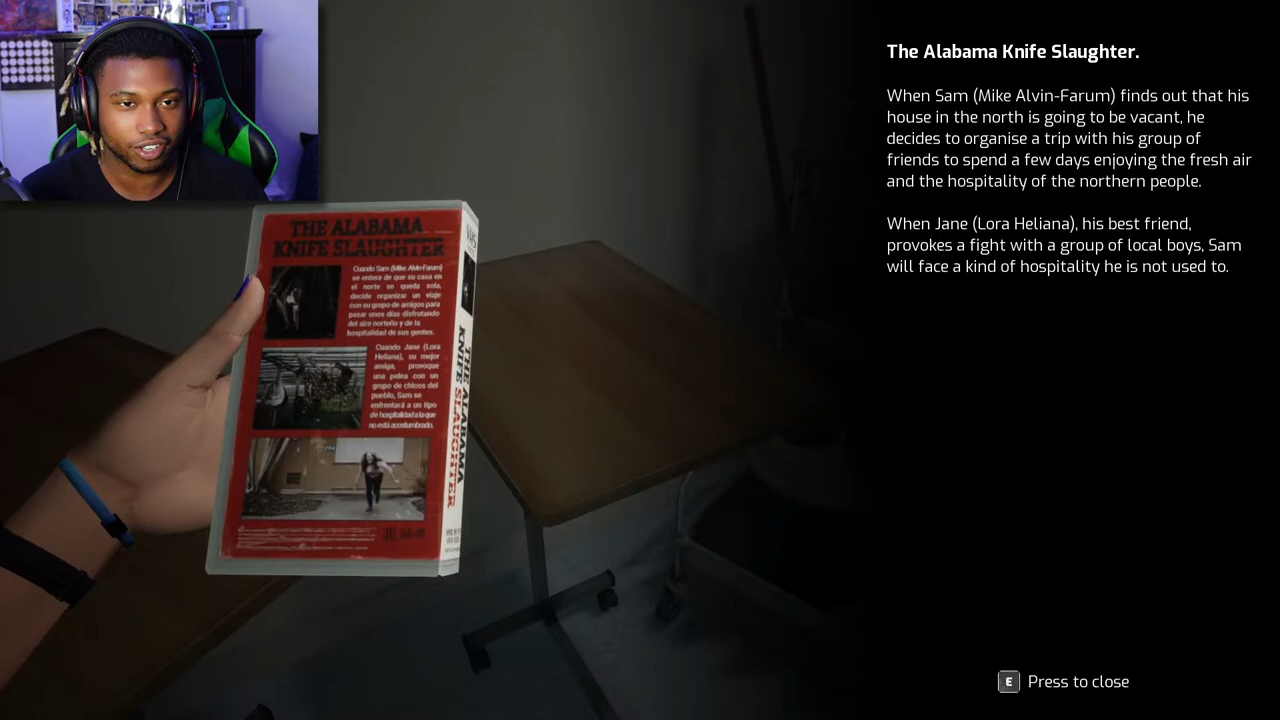 The Alabama Knife Slaughter.
When Sam (Mike Alvin-Farum) finds out that his
house in the north is going to be vacant, he
decides to organise a trip with his group of
friends to spend a few days enjoying the fresh air
and the hospitality of the northern people.
When Jane (Lora Heliana), his best friend,
provokes a fight with a group of local boys, Sam
will face a kind of hospitality he is not used to.
THE ALABAMA
KNIFE SLAUGHTER
Cuando Sam (Mike Alvin-Farum)
se entera de que su casa en
el norte se queda sola,
decide organizar un viaje
con su grupo de amigos para
pasar unos días disfrutando
del aire norteño y de la
hospitalidad de sus gentes.
Cuando Jane (Lora
Heliana), su mejor
amiga, provoque
una pelea con un
grupo de chicos del
pueblo, Sam se
enfrentará a un tipo
de hospitalidad a la que
no está acostumbrado.
VHS
THE ALABAMA
KNIFE SLAUGHTER
E Press to close